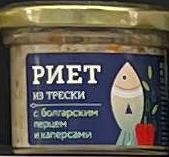 РИЕТ
ИЗ ТРЕСКИ
с болгарским
перцем
и каперсами